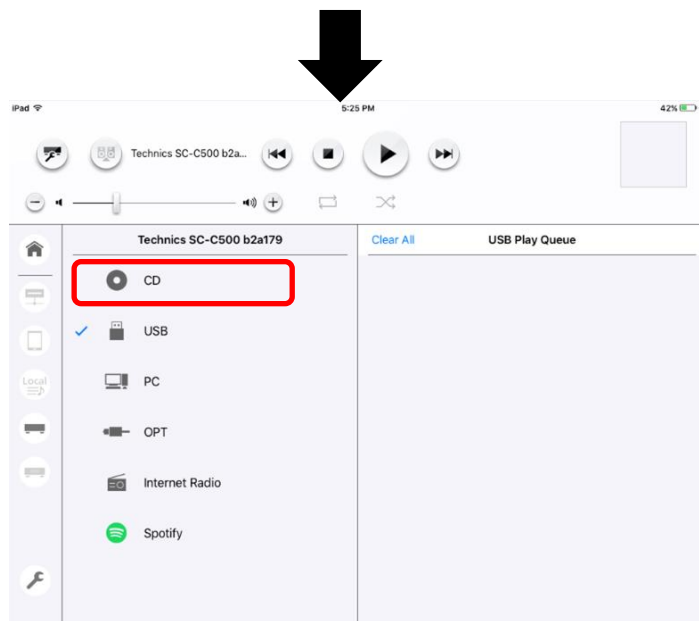 iPad 5:25 PM 42%
Technics SC-C500 b2a...
Technics SC-C500 b2a179
Clear All USB Play Queue
CD
USB
PC
OPT
Internet Radio
Spotify
Local